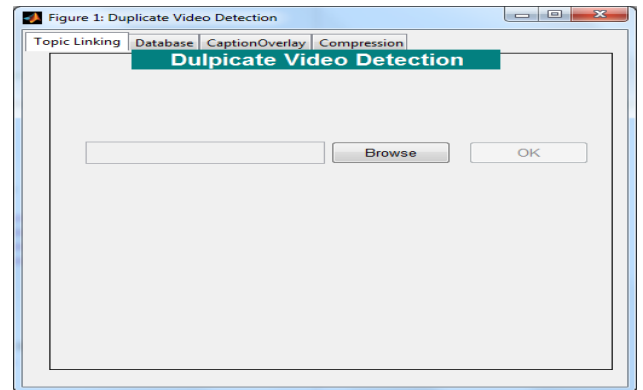 Figure 1: Duplicate Video Detection
Topic Linking Database CaptionOverlay Compression
Dulpicate Video Detection
Browse OK